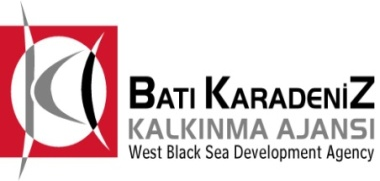 BATI KARADENİZ
KALKINMA AJANSI
West Black Sea Development Agency